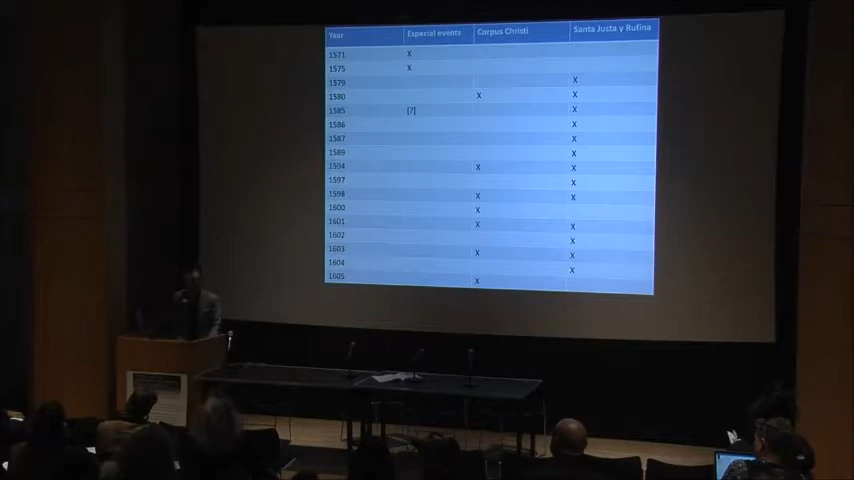 Year Especial events Corpus Christi Santa Justa y Rufina
1571 X
1575 X
1579 X
1580 X X
1585 [?] X
1586 X
1587 X
1589 X
1594 X X
1597 X
1598 X X
1600 X
1601 X X
1602 X
1603 X X
1604 X
1605 X